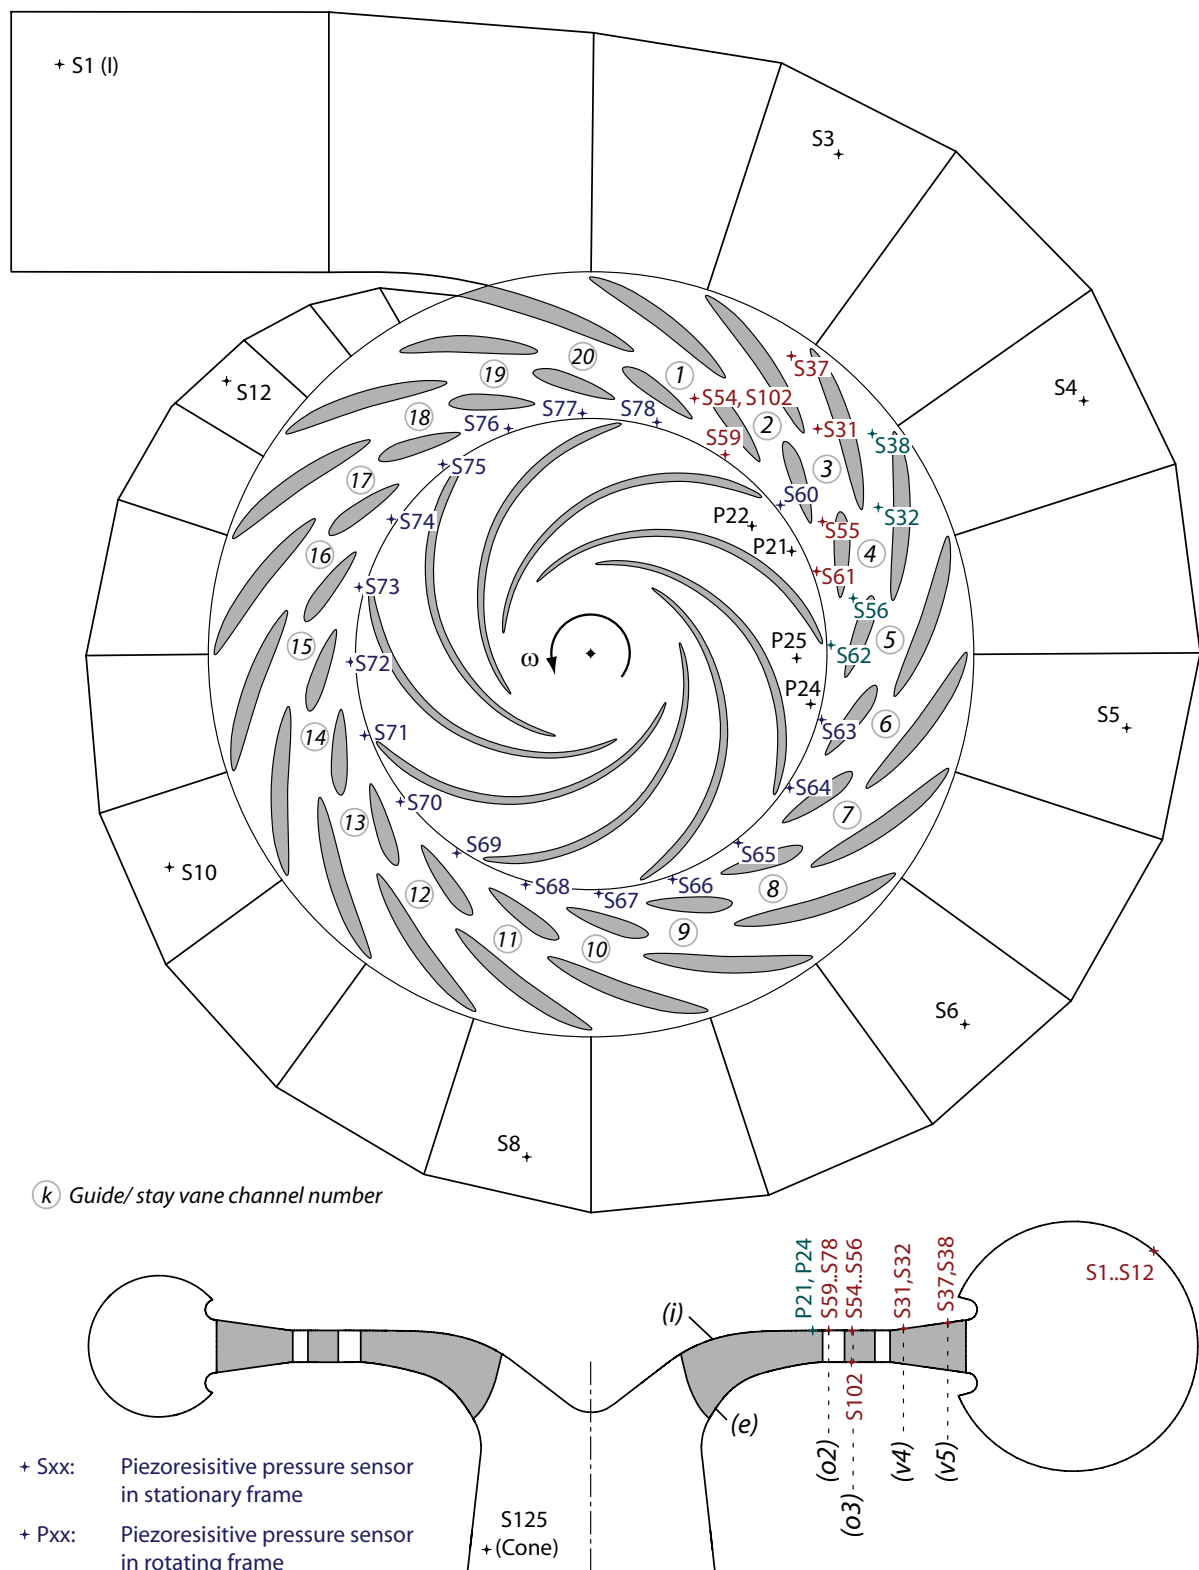 S1 (I)
S3
S4
S12
S37
S38
20
1
19
S54, S102
2
S77
S78
S76
18
S59
S31
3
S75
17
S60
S32
S74
P22
S55
16
P21
4
S73
S61
S56
15
P25
5
S62
ω
S72
P24
6
S63
S5
14
S71
S64
7
S70
13
S69
S65
S10
S68
S67
S66
8
12
11
10
9
S6
S8
k Guide/ stay vane channel number
P21, P24
S59..S78
S54..S56
S31,S32
S37,S38
S1..S12
(i)
(e)
S102
(o2)
(o3)
(v4)
(v5)
Sxx: Piezoresisitive pressure sensor
in stationary frame
Pxx: Piezoresisitive pressure sensor
in rotating frame
S125
(Cone)